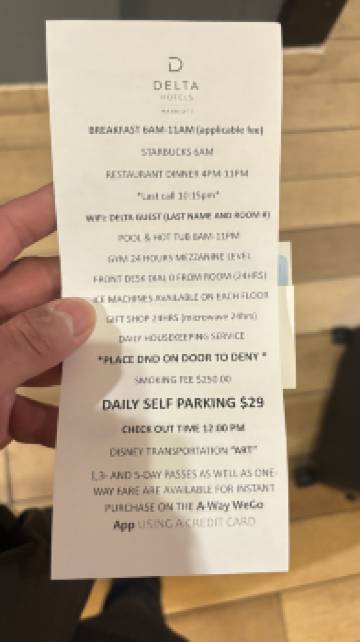 DELTA
HOTELS
MARRIOTT
BREAKFAST 6AM-11AM (applicable fee)
STARBUCKS 6AM
RESTAURANT DINNER 4PM-11PM
*Last call 10:15pm*
WIFI: DELTA GUEST (LAST NAME AND ROOM #)
POOL & HOT TUB 8AM-11PM
GYM 24 HOURS MEZZANINE LEVEL
FRONT DESK DIAL 0 FROM ROOM (24HRS)
ICE MACHINES AVAILABLE ON EACH FLOOR
GIFT SHOP 24HRS (microwave 24hrs)
DAILY HOUSEKEEPING SERVICE
*PLACE DND ON DOOR TO DENY *
SMOKING FEE $250.00
DAILY SELF PARKING $29
CHECK OUT TIME 12:00 PM
DISNEY TRANSPORTATION "ART"
1,3- AND 5-DAY PASSES AS WELL AS ONE-
WAY FARE ARE AVAILABLE FOR INSTANT
PURCHASE ON THE A-Way WeGo
App USING A CREDIT CARD